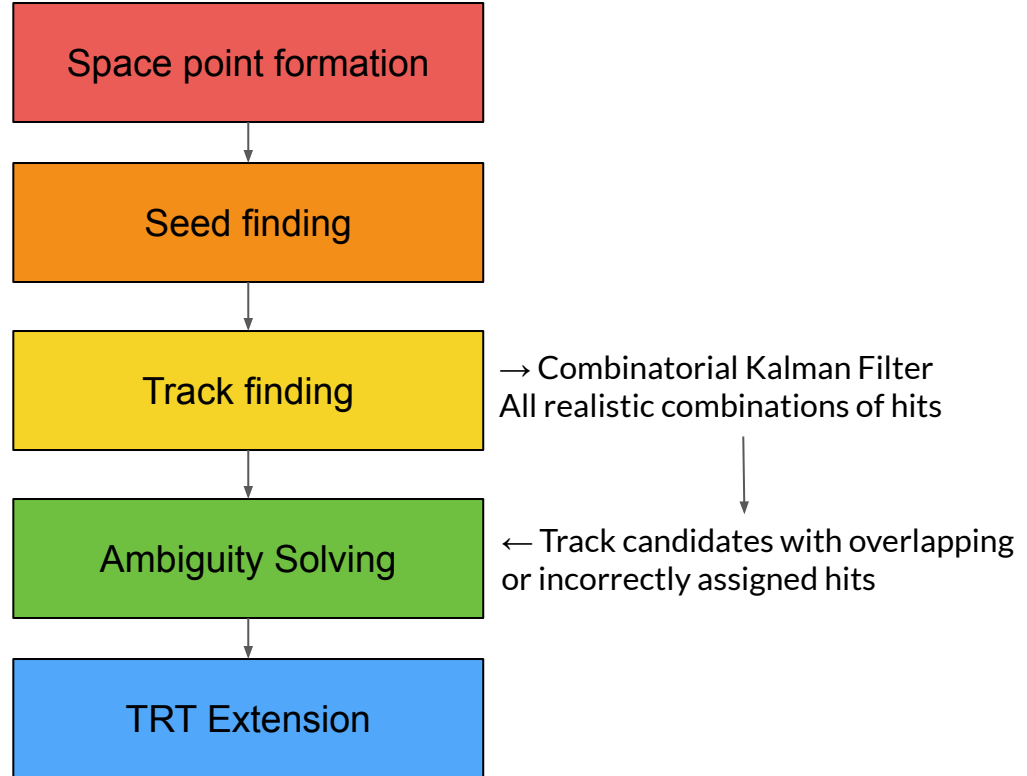 Space point formation
Seed finding
Track finding
→ Combinatorial Kalman Filter
All realistic combinations of hits
Ambiguity Solving
← Track candidates with overlapping
or incorrectly assigned hits
TRT Extension